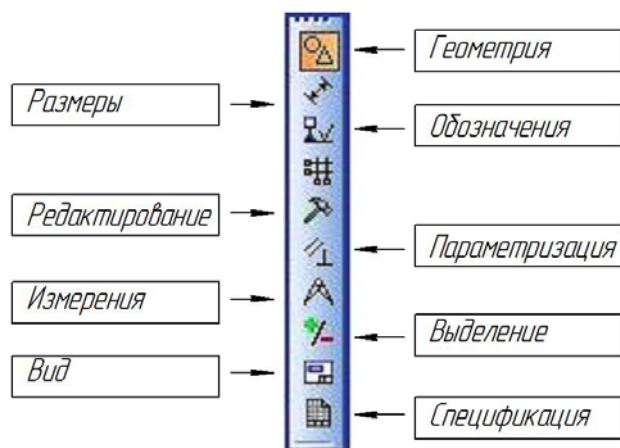 Геометрия
Размеры
Обозначения
Редактирование
Параметризация
Измерения
Выделение
Вид
Спецификация